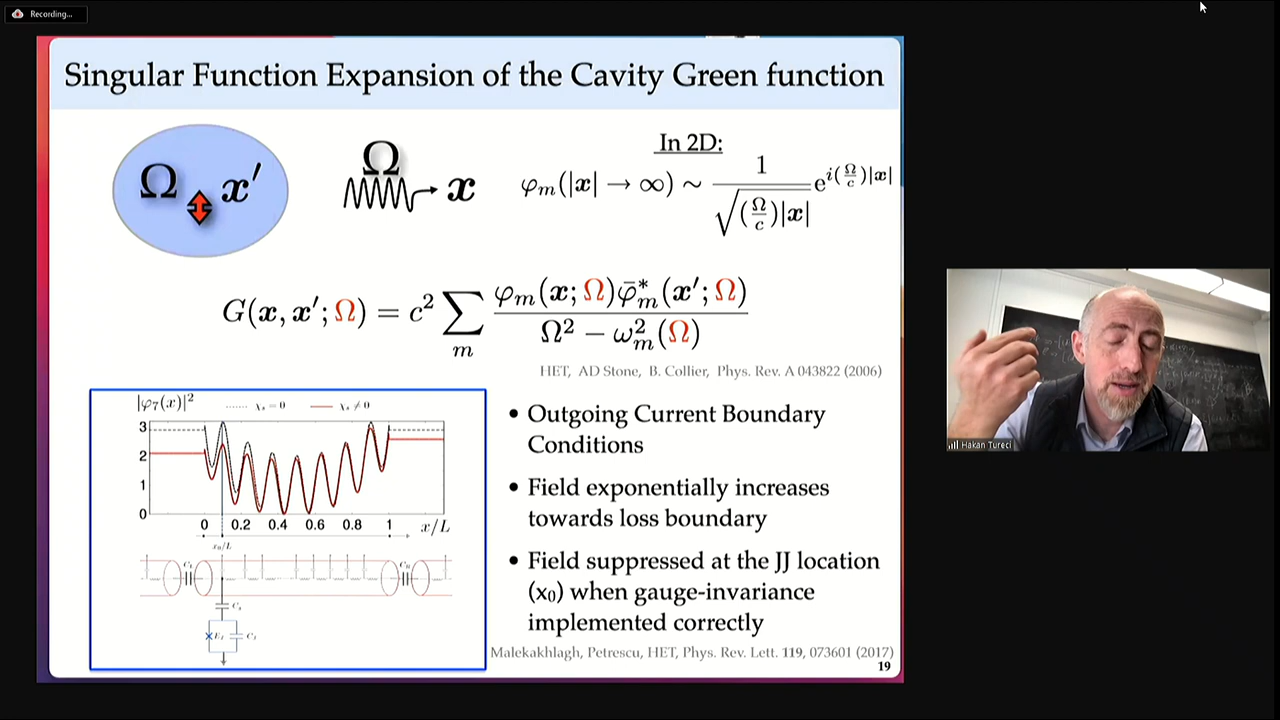 Recording...
Singular Function Expansion of the Cavity Green function
Ω x′
Ω x
In 2D:
φₘ(|x| → ∞) ~ 1 / √((Ω/c)|x|) e^{i(Ω/c)|x|}
G(x, x′; Ω) = c² ∑ₘ φₘ(x; Ω)φ̄*ₘ(x′; Ω) / Ω² − ω²ₘ(Ω)
HET, AD Stone, B. Collier, Phys. Rev. A 043822 (2006)
|φ₇(x)|²
χₛ = 0
χₛ ≠ 0
3
2
1
0
0 0.2 0.4 0.6 0.8 1 x/L
x₀/L
• Outgoing Current Boundary
Conditions
• Field exponentially increases
towards loss boundary
• Field suppressed at the JJ location
(x₀) when gauge-invariance
implemented correctly
Malekakhlagh, Petrescu, HET, Phys. Rev. Lett. 119, 073601 (2017)
19
Hakan Tureci